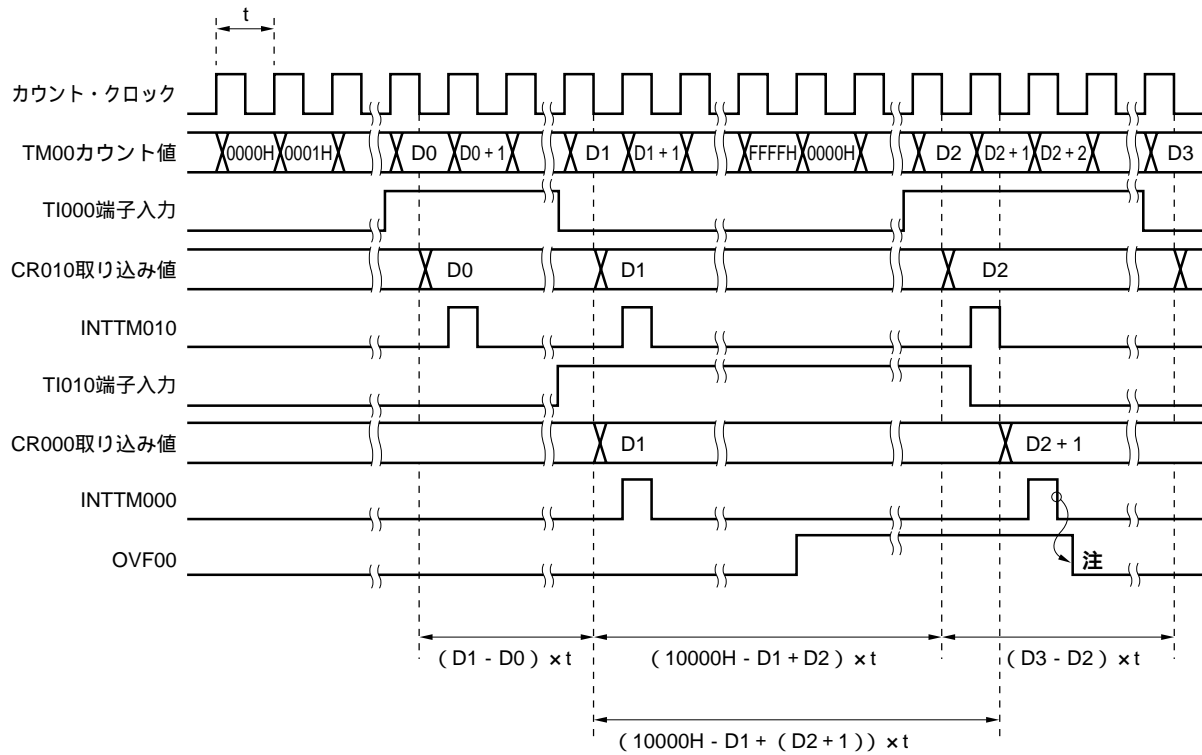 t
カウント・クロック
TM00カウント値 0000H 0001H D0 D0 + 1 D1 D1 + 1 FFFFH 0000H D2 D2 + 1 D2 + 2 D3
TI000端子入力
CR010取り込み値 D0 D1 D2
INTTM010
TI010端子入力
CR000取り込み値 D1 D2 + 1
INTTM000
OVF00 注
(D1 - D0) × t (10000H - D1 + D2) × t (D3 - D2) × t
(10000H - D1 + (D2 + 1)) × t